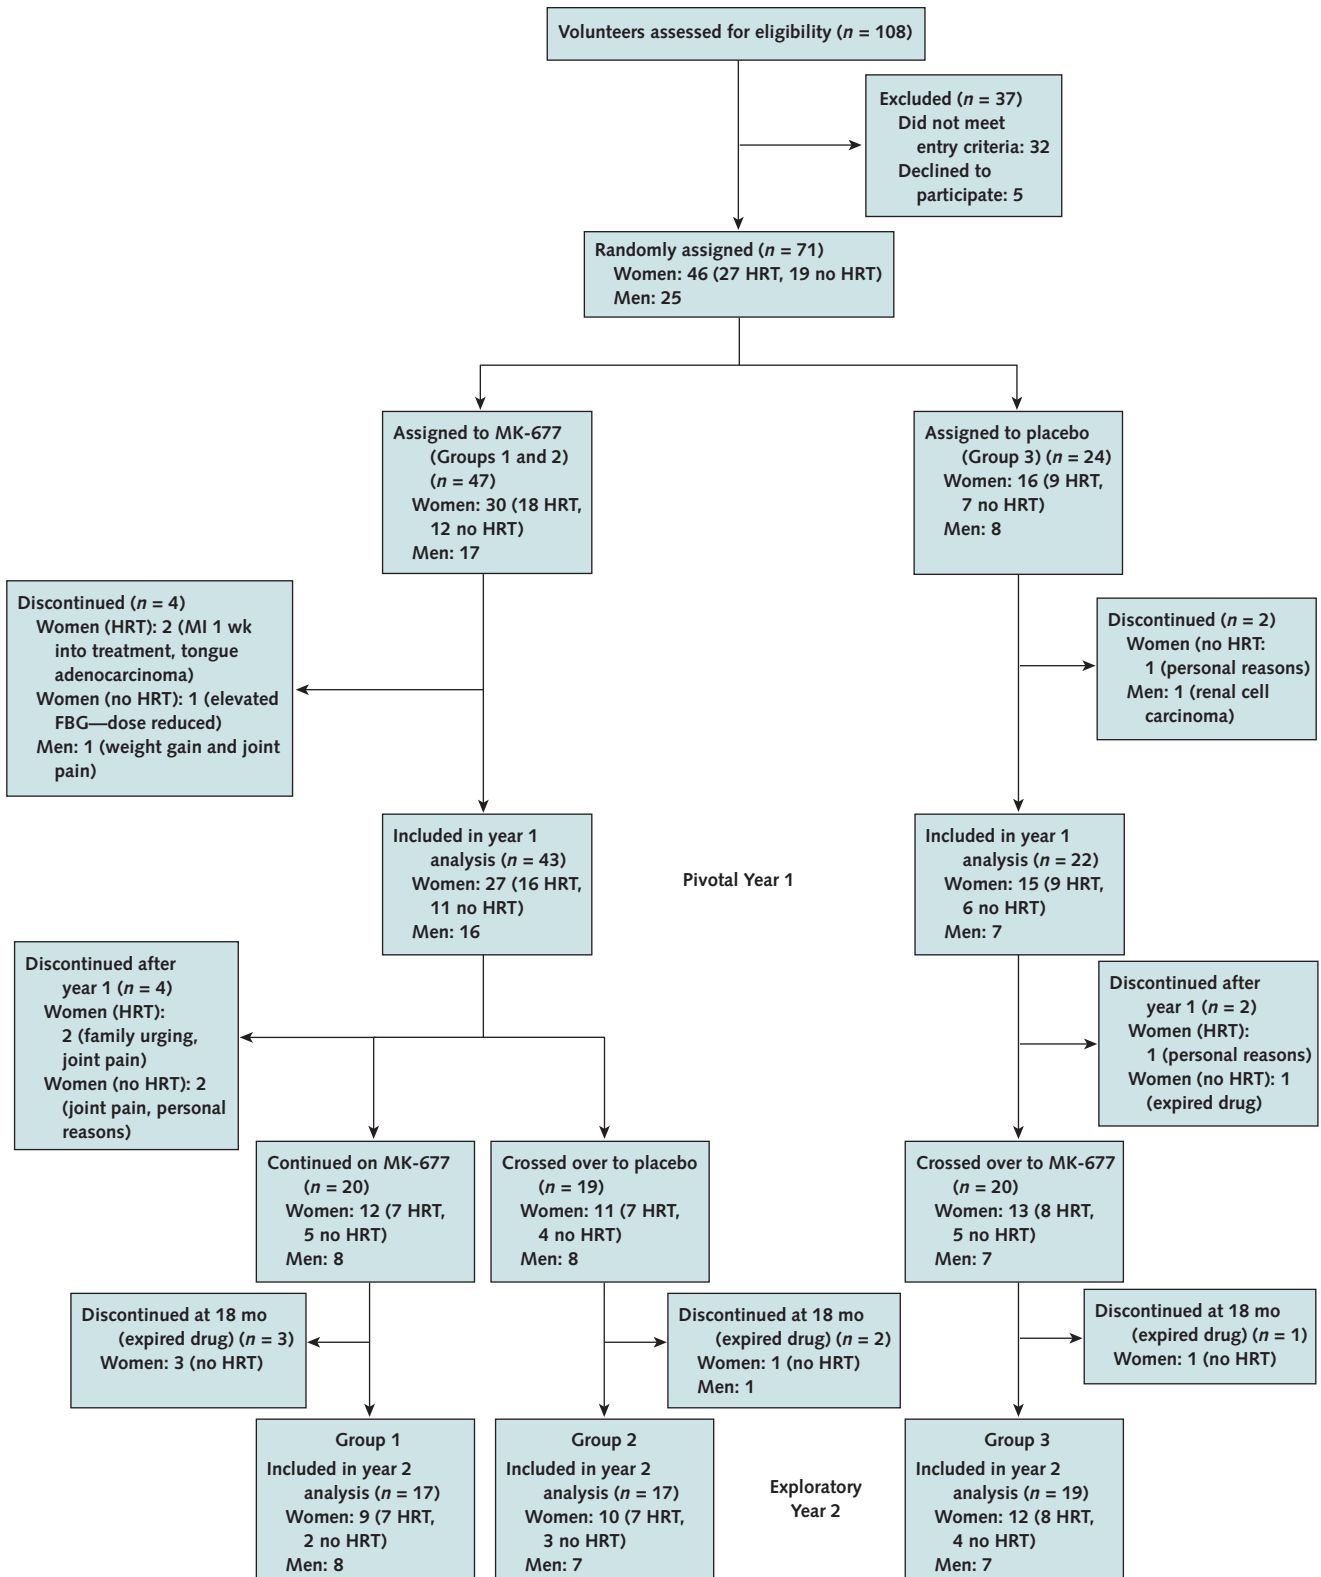 Volunteers assessed for eligibility (n = 108)
Excluded (n = 37)
Did not meet
entry criteria: 32
Declined to
participate: 5
Randomly assigned (n = 71)
Women: 46 (27 HRT, 19 no HRT)
Men: 25
Assigned to MK-677
(Groups 1 and 2)
(n = 47)
Women: 30 (18 HRT,
12 no HRT)
Men: 17
Assigned to placebo
(Group 3) (n = 24)
Women: 16 (9 HRT,
7 no HRT)
Men: 8
Discontinued (n = 4)
Women (HRT): 2 (MI 1 wk
into treatment, tongue
adenocarcinoma)
Women (no HRT): 1 (elevated
FBG—dose reduced)
Men: 1 (weight gain and joint
pain)
Discontinued (n = 2)
Women (no HRT:
1 (personal reasons)
Men: 1 (renal cell
carcinoma)
Included in year 1
analysis (n = 43)
Women: 27 (16 HRT,
11 no HRT)
Men: 16
Pivotal Year 1
Included in year 1
analysis (n = 22)
Women: 15 (9 HRT,
6 no HRT)
Men: 7
Discontinued after
year 1 (n = 4)
Women (HRT):
2 (family urging,
joint pain)
Women (no HRT): 2
(joint pain, personal
reasons)
Discontinued after
year 1 (n = 2)
Women (HRT):
1 (personal reasons)
Women (no HRT): 1
(expired drug)
Continued on MK-677
(n = 20)
Women: 12 (7 HRT,
5 no HRT)
Men: 8
Crossed over to placebo
(n = 19)
Women: 11 (7 HRT,
4 no HRT)
Men: 8
Crossed over to MK-677
(n = 20)
Women: 13 (8 HRT,
5 no HRT)
Men: 7
Discontinued at 18 mo
(expired drug) (n = 3)
Women: 3 (no HRT)
Discontinued at 18 mo
(expired drug) (n = 2)
Women: 1 (no HRT)
Men: 1
Discontinued at 18 mo
(expired drug) (n = 1)
Women: 1 (no HRT)
Group 1
Included in year 2
analysis (n = 17)
Women: 9 (7 HRT,
2 no HRT)
Men: 8
Group 2
Included in year 2
analysis (n = 17)
Women: 10 (7 HRT,
3 no HRT)
Men: 7
Exploratory
Year 2
Group 3
Included in year 2
analysis (n = 19)
Women: 12 (8 HRT,
4 no HRT)
Men: 7